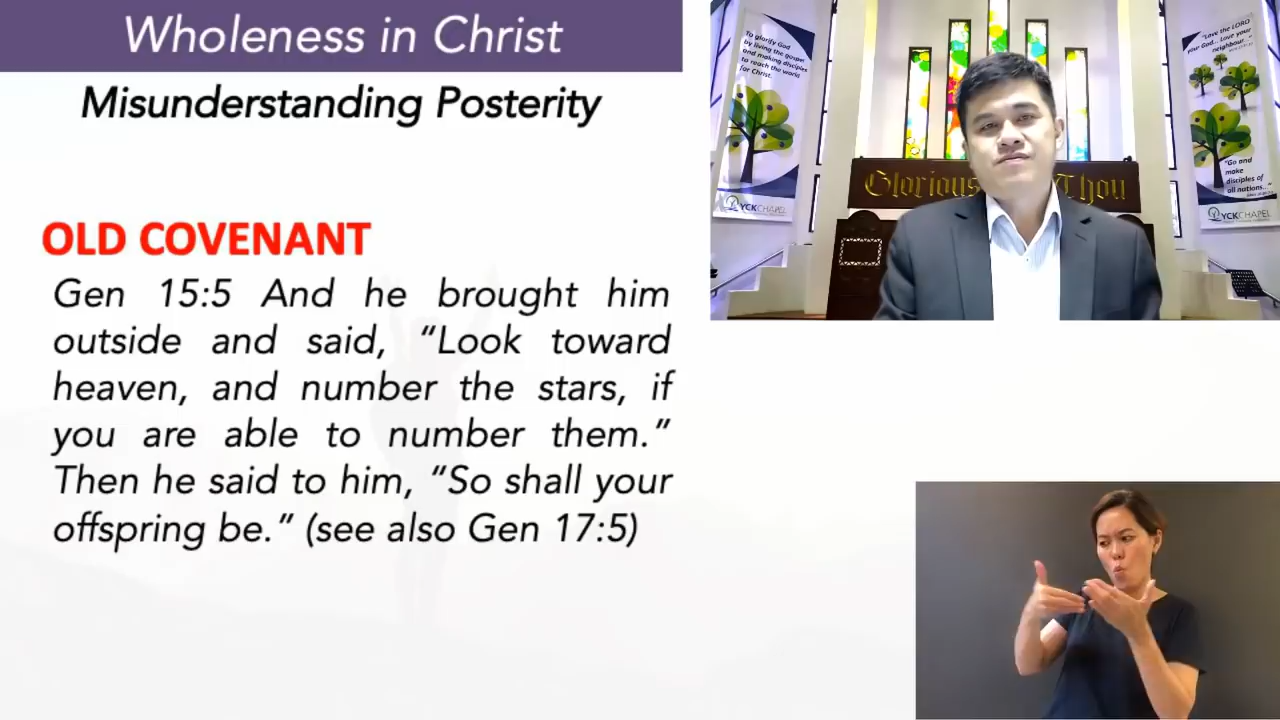 Wholeness in Christ
Misunderstanding Posterity
OLD COVENANT
Gen 15:5 And he brought him
outside and said, “Look toward
heaven, and number the stars, if
you are able to number them.”
Then he said to him, “So shall your
offspring be.” (see also Gen 17:5)
To glorify God
by living the gospel
and making disciples
to reach the world
for Christ.
YCKCHAPEL
Glorious Thou
"Love the LORD
your God... Love your
neighbour..."
"Go and
make
disciples of
all nations.."
YCKCHAPEL